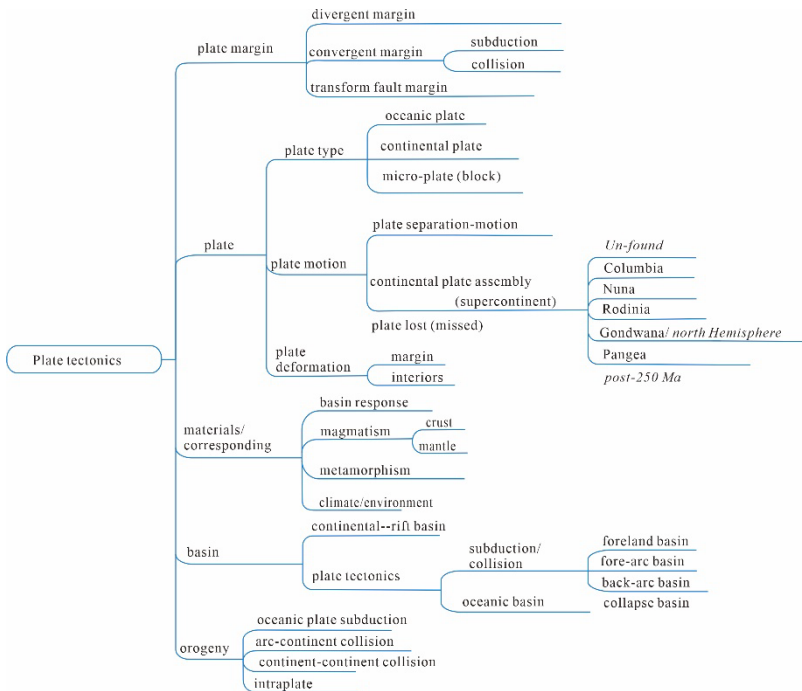 divergent margin
plate margin
convergent margin
subduction
collision
transform fault margin
oceanic plate
plate type
continental plate
micro-plate (block)
plate
plate separation-motion
plate motion
continental plate assembly
(supercontinent)
Un-found
Columbia
Nuna
Rodinia
Gondwana/ north Hemisphere
Pangea
post-250 Ma
plate lost (missed)
plate
deformation
margin
interiors
Plate tectonics
basin response
materials/
corresponding
magmatism
crust
mantle
metamorphism
climate/environment
continental--rift basin
basin
plate tectonics
subduction/
collision
foreland basin
fore-arc basin
back-arc basin
collapse basin
oceanic basin
oceanic plate subduction
orogeny
arc-continent collision
continent-continent collision
intraplate